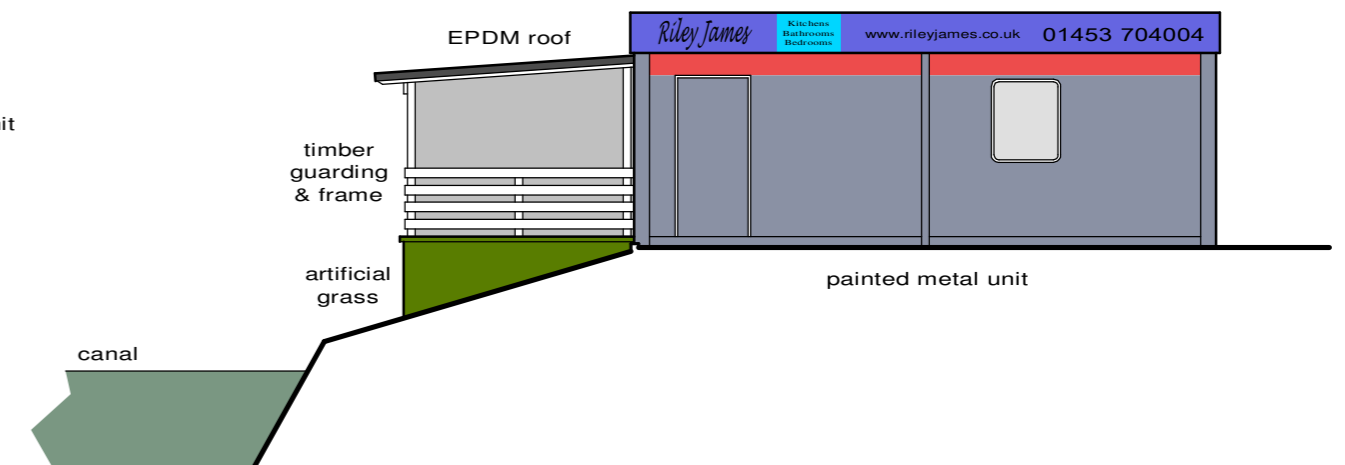 EPDM roof
Riley James
Kitchens
Bathrooms
Bedrooms
www.rileyjames.co.uk
01453 704004
timber
guarding
& frame
artificial
grass
painted metal unit
canal